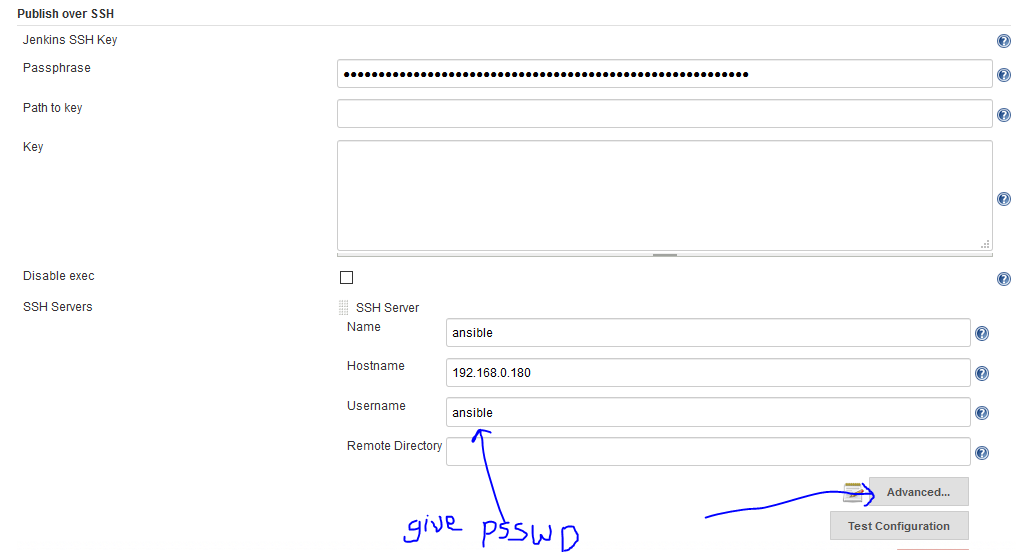 Publish over SSH
Jenkins SSH Key
Passphrase
••••••••••••••••••••••••••••••••••••••••••••••••••••••••••
Path to key
Key
Disable exec
SSH Servers
SSH Server
Name
ansible
Hostname
192.168.0.180
Username
ansible
Remote Directory
Advanced...
give psswD
Test Configuration